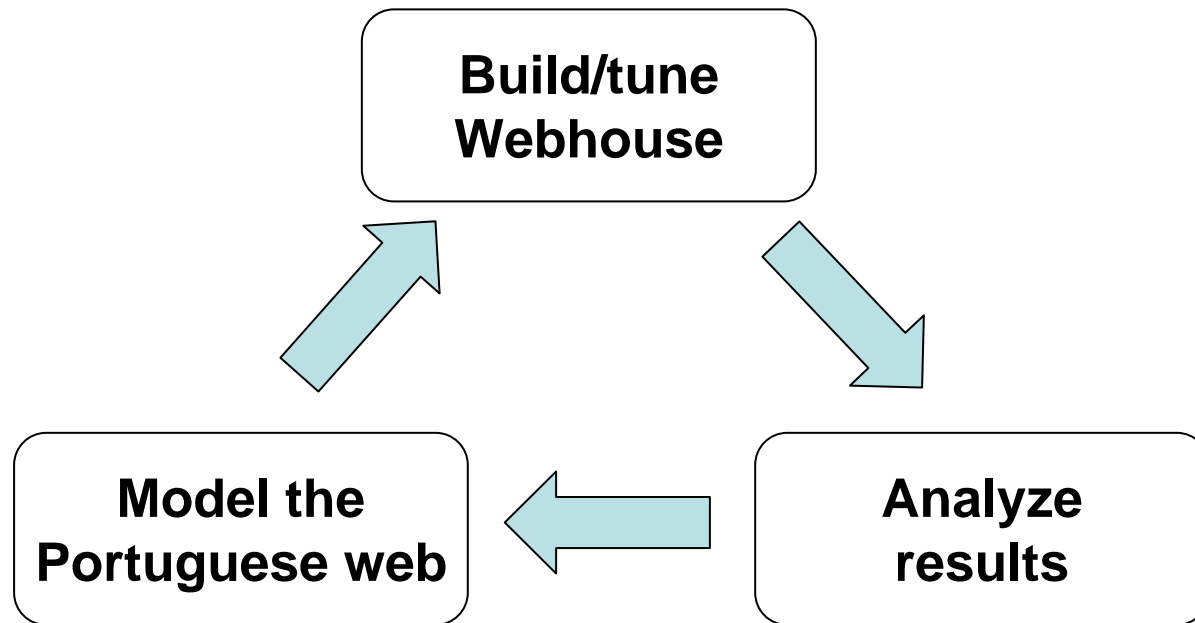 Build/tune
Webhouse
Model the
Portuguese web
Analyze
results